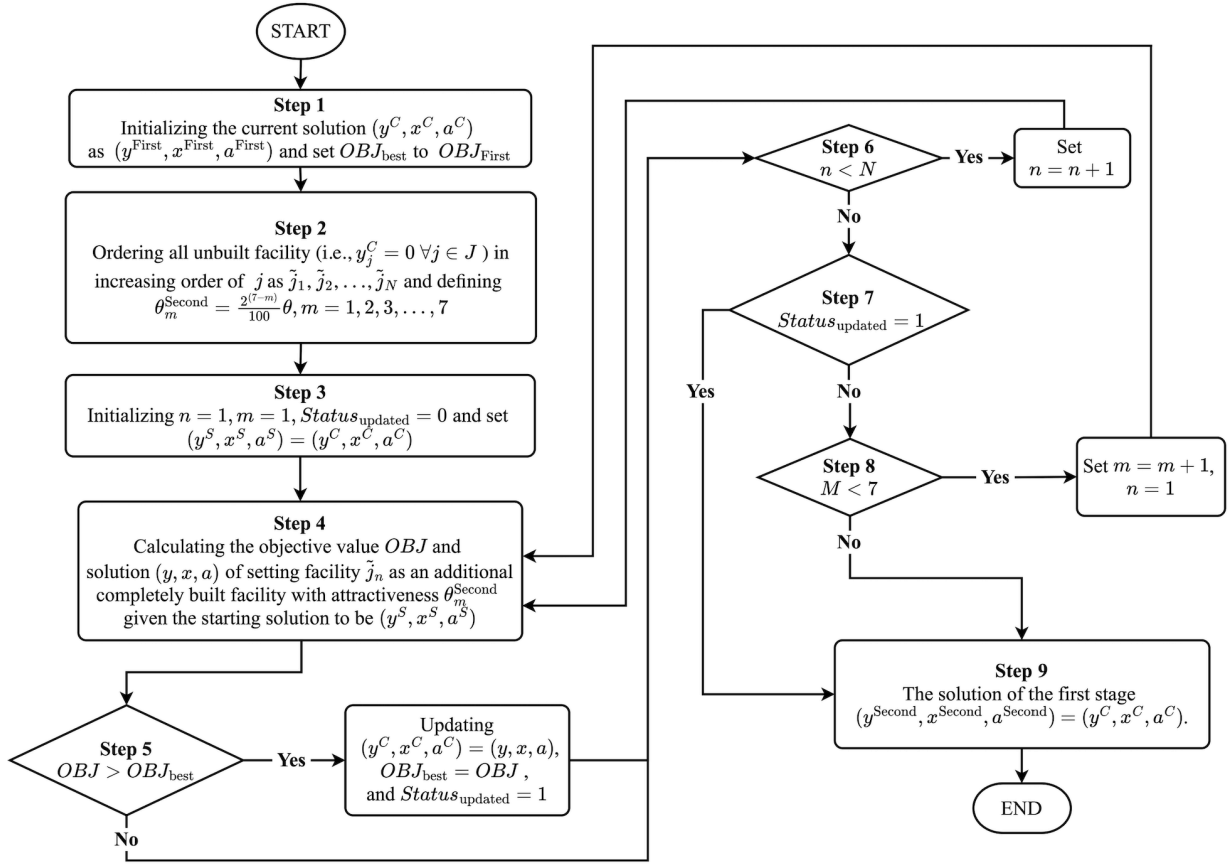 START
Step 1
Initializing the current solution (y^C, x^C, a^C)
as (y^First, x^First, a^First) and set OBJ_best to OBJ_First
Step 2
Ordering all unbuilt facility (i.e., y_j^C = 0 ∀j ∈ J ) in
increasing order of j as j̃_1, j̃_2, …, j̃_N and defining
θ_m^Second = 2^(7−m)/100 θ, m = 1, 2, 3, …, 7
Step 3
Initializing n = 1, m = 1, Status_updated = 0 and set
(y^S, x^S, a^S) = (y^C, x^C, a^C)
Step 4
Calculating the objective value OBJ and
solution (y, x, a) of setting facility j̃_n as an additional
completely built facility with attractiveness θ_m^Second
given the starting solution to be (y^S, x^S, a^S)
Step 5
OBJ > OBJ_best
Yes
No
Updating
(y^C, x^C, a^C) = (y, x, a),
OBJ_best = OBJ ,
and Status_updated = 1
Step 6
n < N
Yes
Set
n = n + 1
No
Step 7
Status_updated = 1
Yes
No
Step 8
M < 7
Yes
Set m = m + 1,
n = 1
No
Step 9
The solution of the first stage
(y^Second, x^Second, a^Second) = (y^C, x^C, a^C).
END